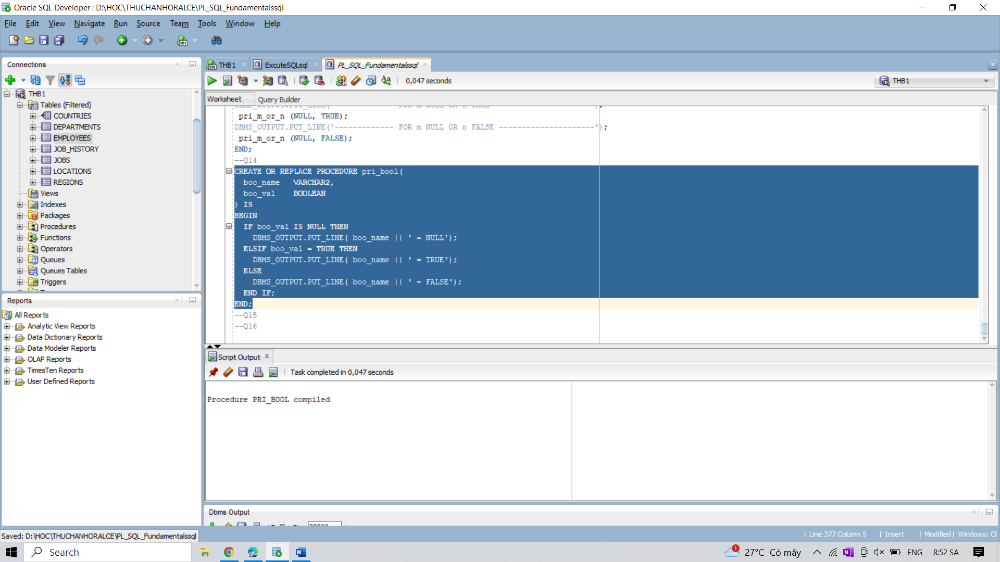 Oracle SQL Developer : D:\HOC\THUCHANHORALCE\PL_SQL_Fundamentalssql
File Edit View Navigate Run Source Team Tools Window Help
Connections
THB1
Tables (Filtered)
COUNTRIES
DEPARTMENTS
EMPLOYEES
JOB_HISTORY
JOBS
LOCATIONS
REGIONS
Views
Indexes
Packages
Procedures
Functions
Operators
Queues
Queues Tables
Triggers
Reports
All Reports
Analytic View Reports
Data Dictionary Reports
Data Modeler Reports
OLAP Reports
TimesTen Reports
User Defined Reports
THB1 ExcuteSQLsql PL_SQL_Fundamentalssql
0,047 seconds
THB1
Worksheet Query Builder
pri_m_or_n (NULL, TRUE);
DBMS_OUTPUT.PUT_LINE('------------- FOR m NULL OR n FALSE ---------------------');
pri_m_or_n (NULL, FALSE);
END;
--Q14
CREATE OR REPLACE PROCEDURE pri_bool(
boo_name VARCHAR2,
boo_val BOOLEAN
) IS
BEGIN
IF boo_val IS NULL THEN
DBMS_OUTPUT.PUT_LINE( boo_name || ' = NULL');
ELSIF boo_val = TRUE THEN
DBMS_OUTPUT.PUT_LINE( boo_name || ' = TRUE');
ELSE
DBMS_OUTPUT.PUT_LINE( boo_name || ' = FALSE');
END IF;
END;
--Q15
--Q16
Script Output
Task completed in 0,047 seconds
Procedure PRI_BOOL compiled
Dbms Output
Saved: D:\HOC\THUCHANHORALCE\PL_SQL_Fundamentalssql
| Line 377 Column 5 | Insert | Modified | Windows:
Search
1 27°C Có mây ENG 8:52 SA